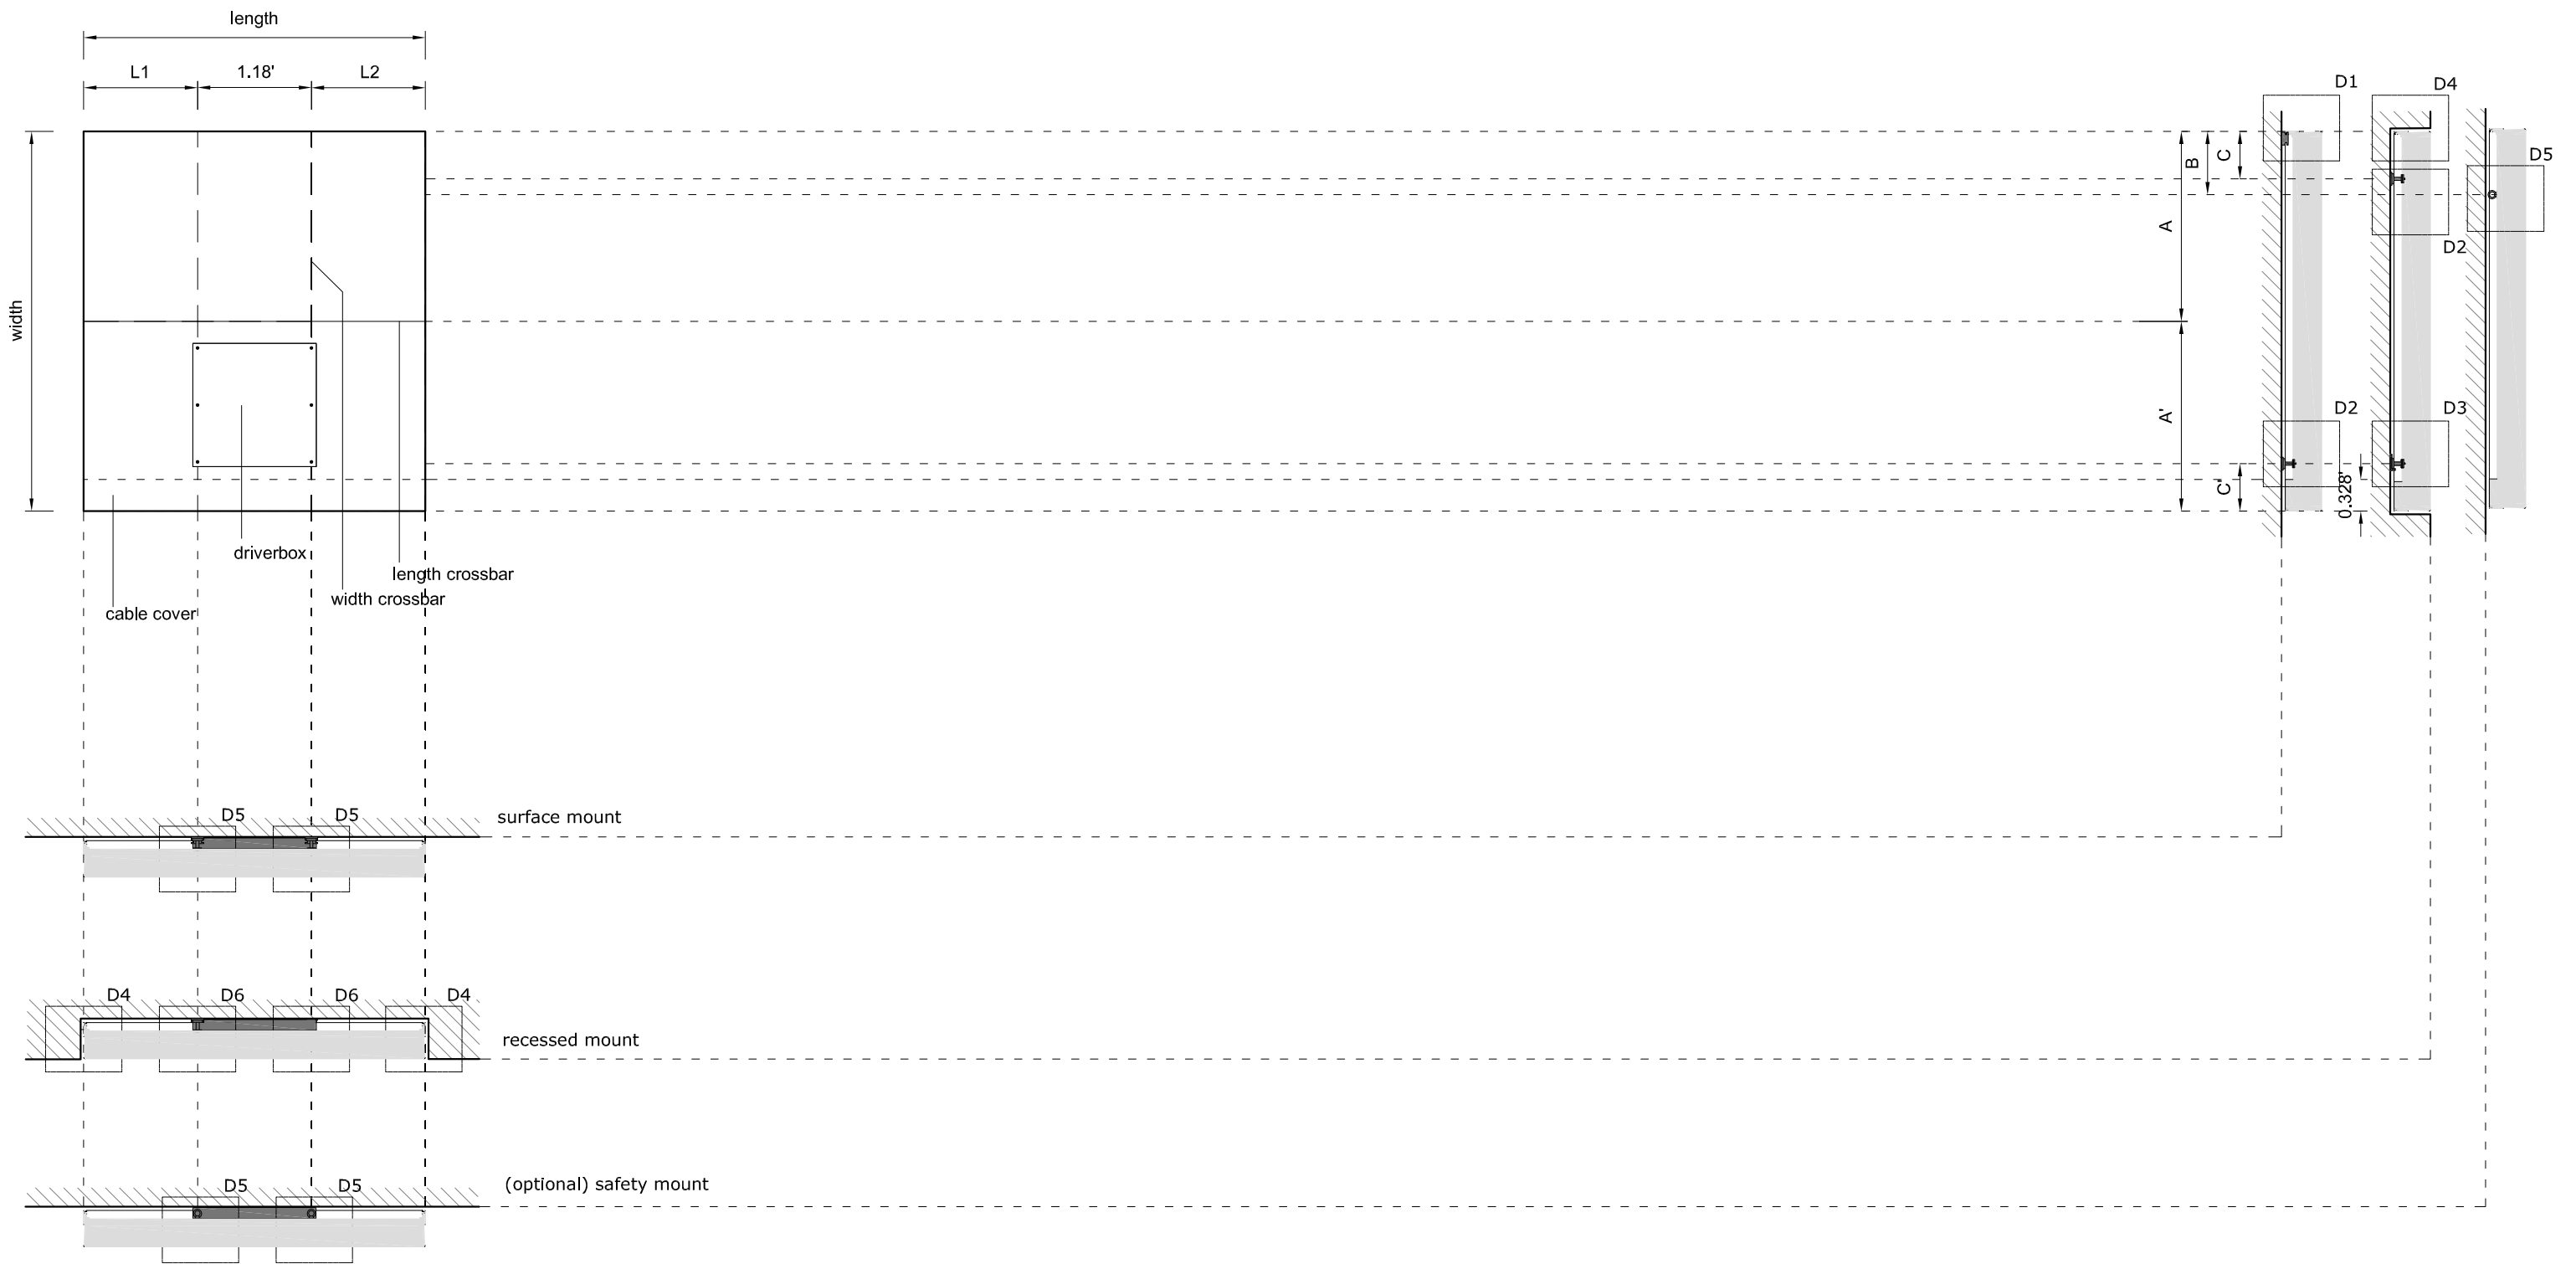 length
L1
1.18'
L2
width
driverbox
length crossbar
width crossbar
cable cover
A
B
C
A'
C'
0.328'
D1
D4
D5
D2
D2
D3
D5
D5
surface mount
D4
D6
D6
D4
recessed mount
D5
D5
(optional) safety mount